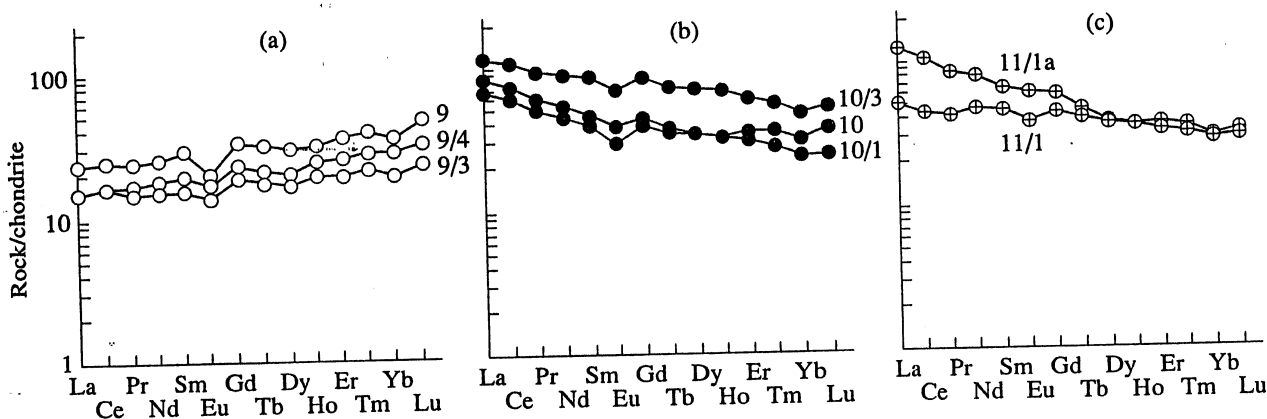 (a)
(b)
(c)
Rock/chondrite
100
10
1
9
9/4
9/3
10/3
10
10/1
11/1a
11/1
La Pr Sm Gd Dy Er Yb
Ce Nd Eu Tb Ho Tm Lu
La Pr Sm Gd Dy Er Yb
Ce Nd Eu Tb Ho Tm Lu
La Pr Sm Gd Dy Er Yb
Ce Nd Eu Tb Ho Tm Lu